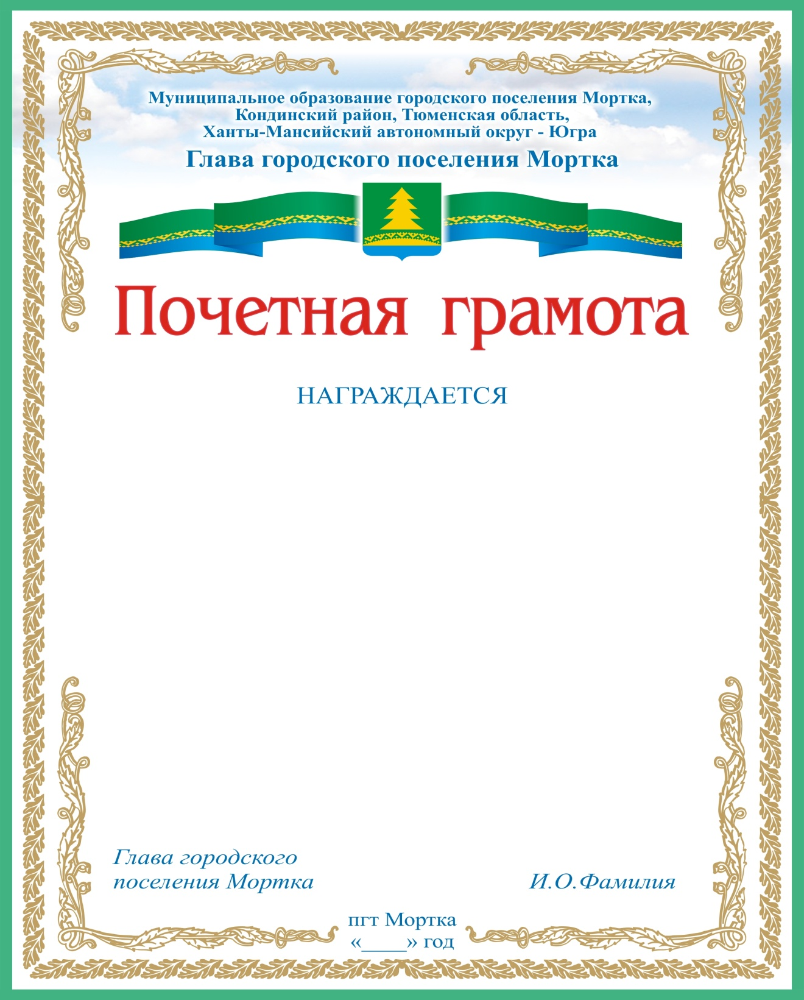 Муниципальное образование городского поселения Мортка,
Кондинский район, Тюменская область,
Ханты-Мансийский автономный округ - Югра
Глава городского поселения Мортка
Почетная грамота
НАГРАЖДАЕТСЯ
Глава городского
поселения Мортка
И.О.Фамилия
пгт Мортка
«____» год